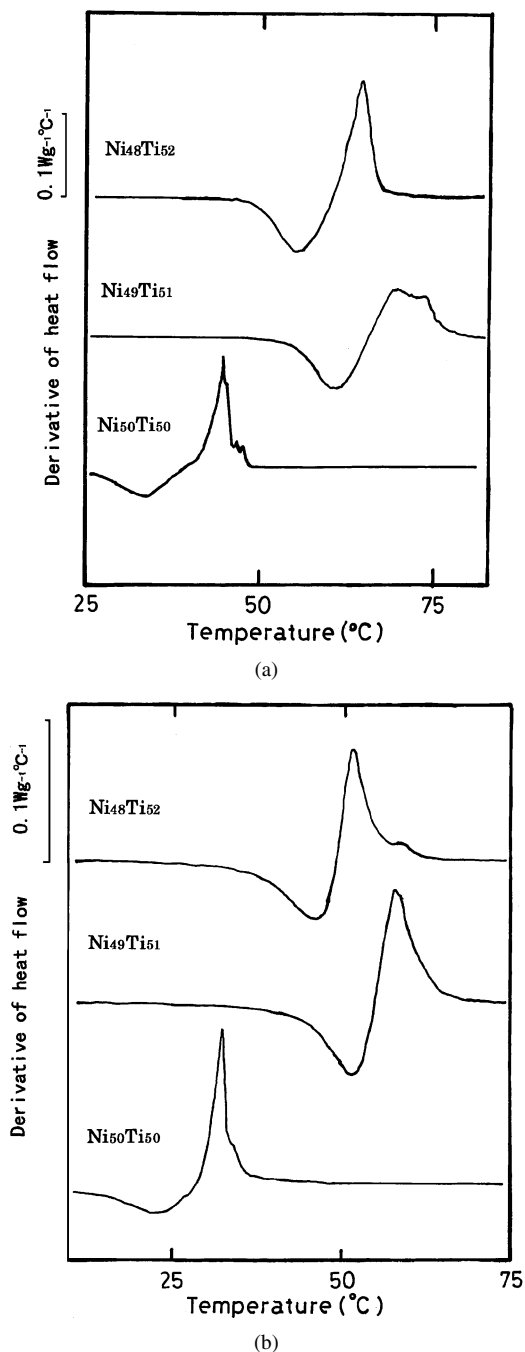 0.1Wg⁻¹℃⁻¹
Derivative of heat flow
Ni48Ti52
Ni49Ti51
Ni50Ti50
25 50 75
Temperature (°C)
(a)
0.1Wg⁻¹℃⁻¹
Derivative of heat flow
Ni48Ti52
Ni49Ti51
Ni50Ti50
25 50 75
Temperature (°C)
(b)